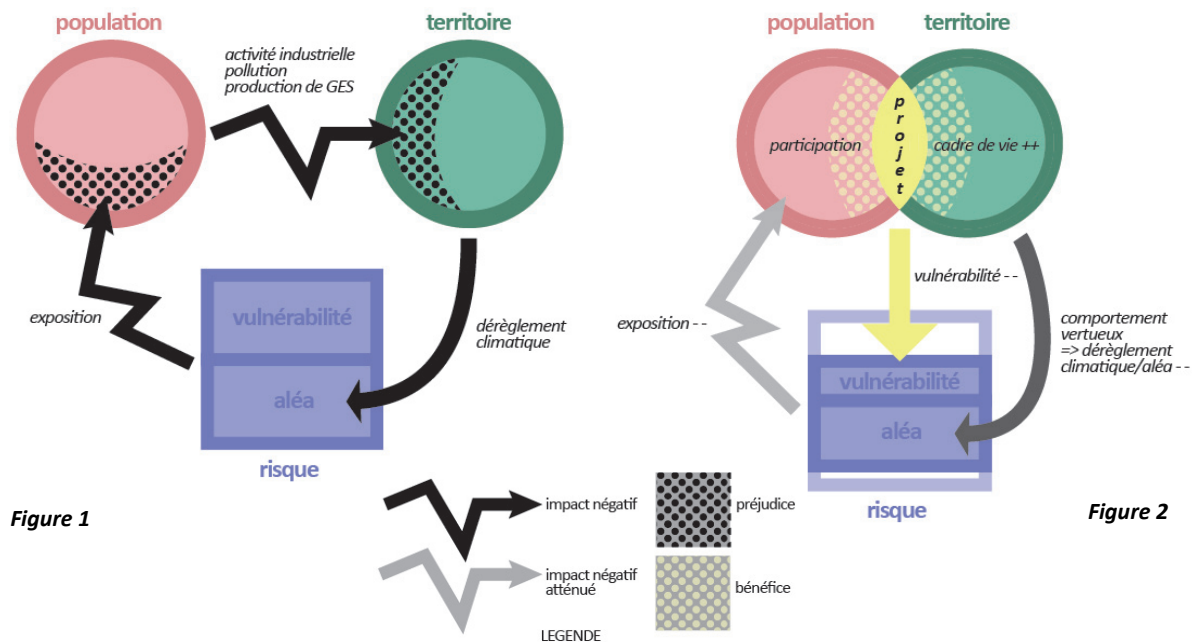 population
territoire
activité industrielle
pollution
production de GES
exposition
vulnérabilité
aléa
dérèglement
climatique
risque
Figure 1
population
territoire
projet
participation
cadre de vie ++
vulnérabilité - -
exposition - -
comportement
vertueux
=> dérèglement
climatique/aléa - -
vulnérabilité
aléa
risque
Figure 2
impact négatif
préjudice
impact négatif
atténué
bénéfice
LEGENDE